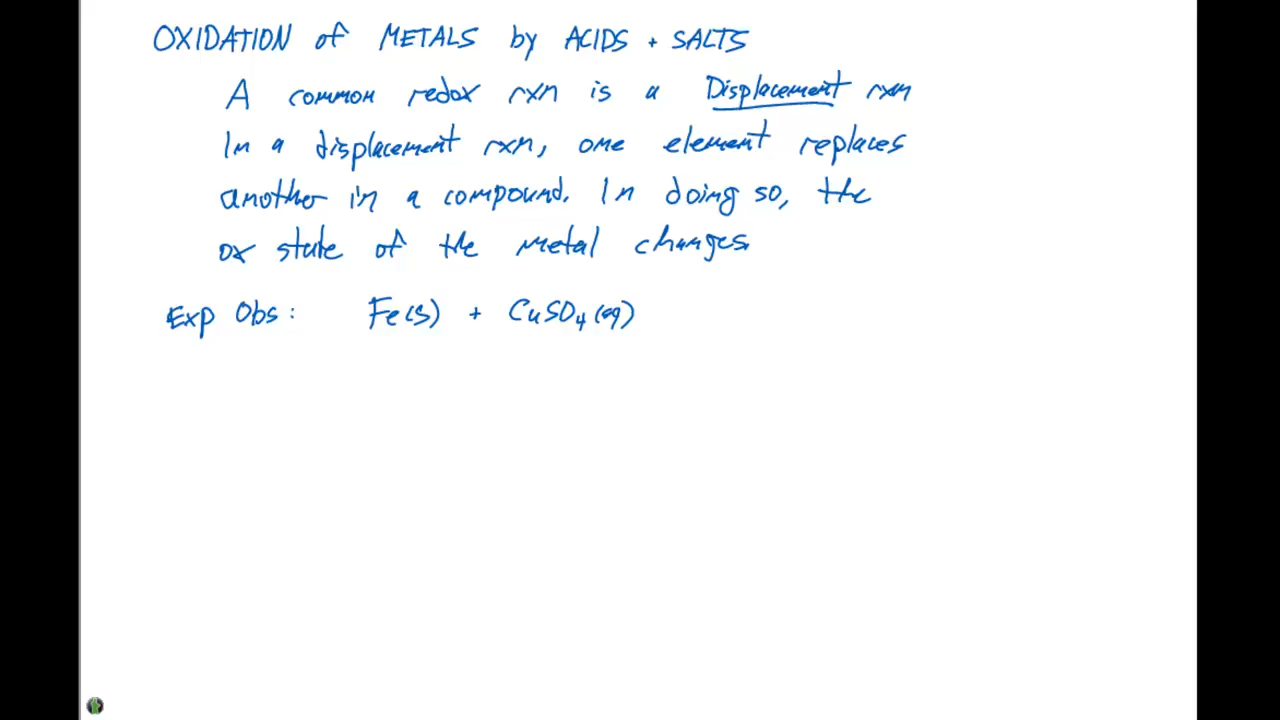 OXIDATION of METALS by ACIDS + SALTS
A common redox rxn is a Displacement rxn
In a displacement rxn, one element replaces
another in a compound. In doing so, the
ox state of the metal changes.
Exp Obs: Fe(s) + CuSO4(aq)